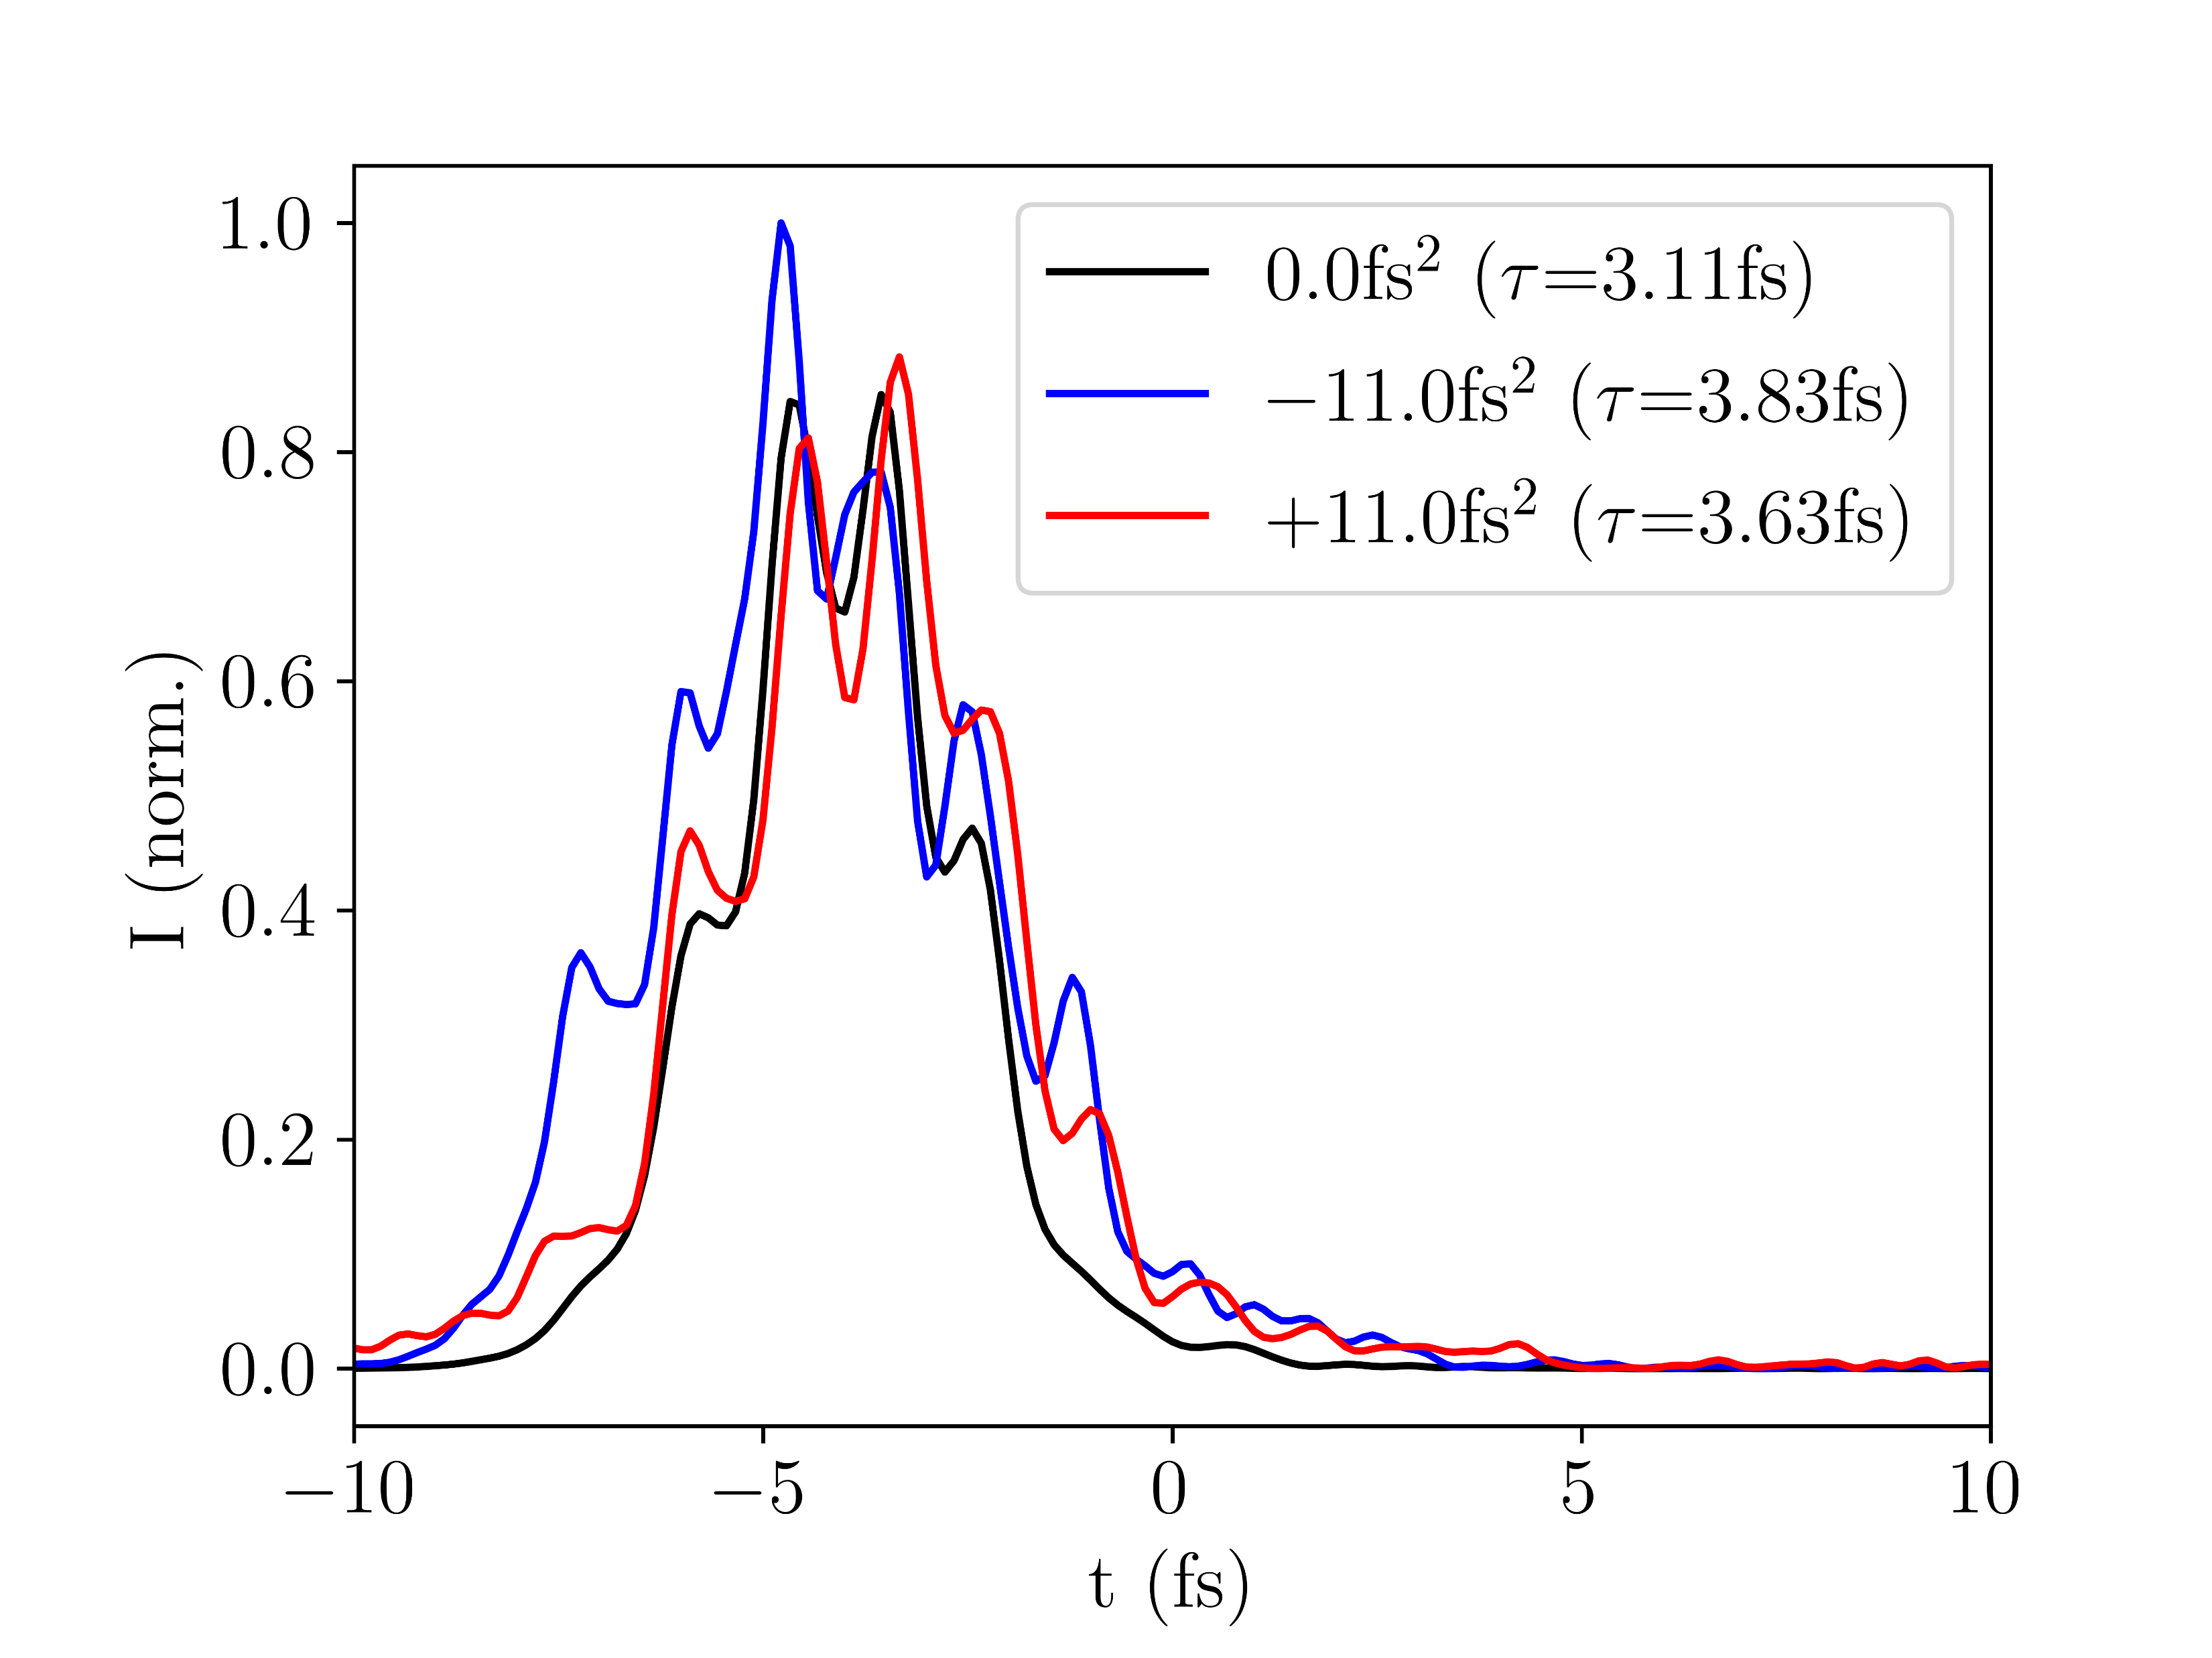 1.0
0.8
0.6
0.4
0.2
0.0
I (norm.)
0.0fs² (τ=3.11fs)
−11.0fs² (τ=3.83fs)
+11.0fs² (τ=3.63fs)
−10
−5
0
5
10
t (fs)